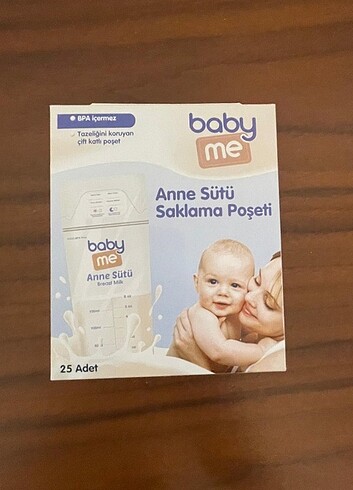 BPA içermez
Tazeliğini koruyan
çift katlı poşet
baby
me
Anne Sütü
Saklama Poşeti
baby
me
Anne Sütü
Breast Milk
25 Adet